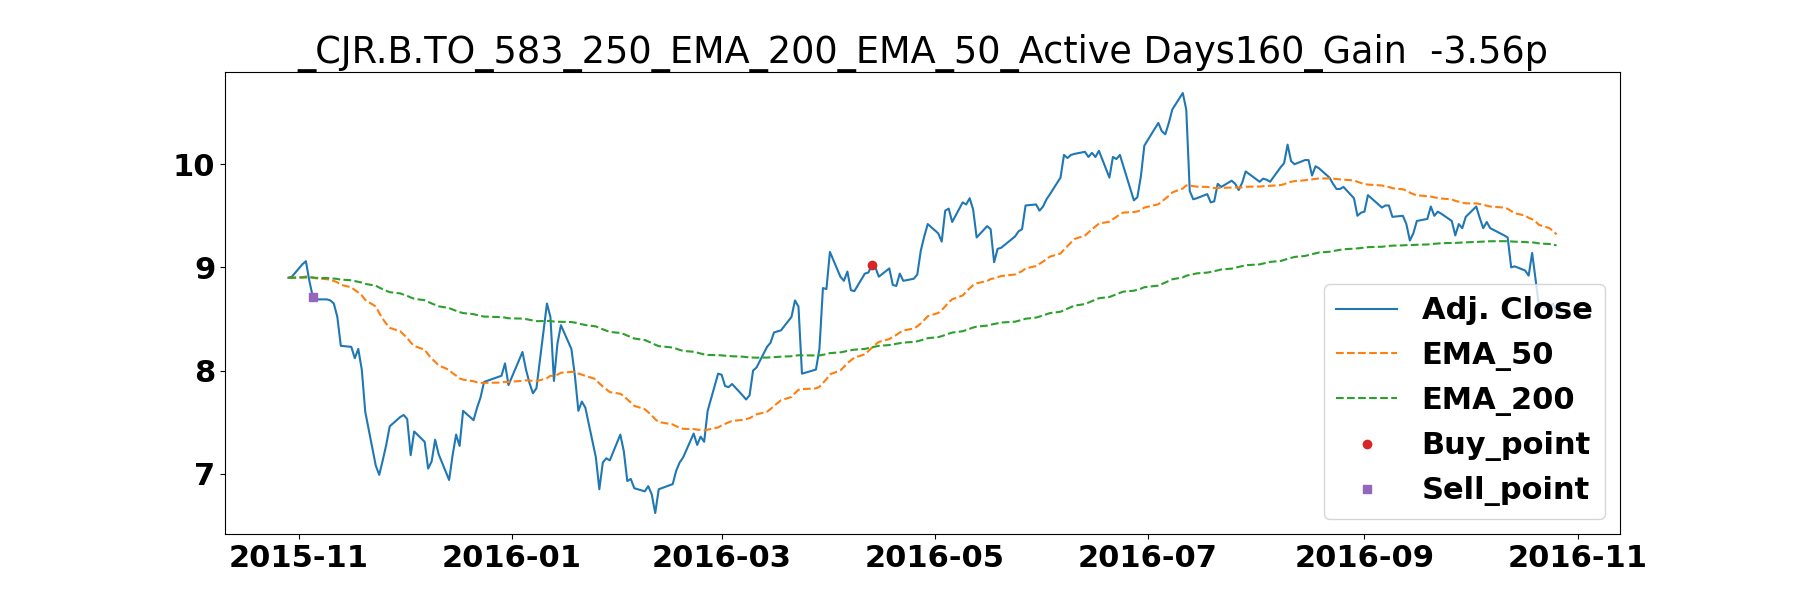 _CJR.B.TO_583_250_EMA_200_EMA_50_Active Days160_Gain  -3.56p
10
9
8
7
Adj. Close
EMA_50
EMA_200
Buy_point
Sell_point
2015-11 2016-01 2016-03 2016-05 2016-07 2016-09 2016-11